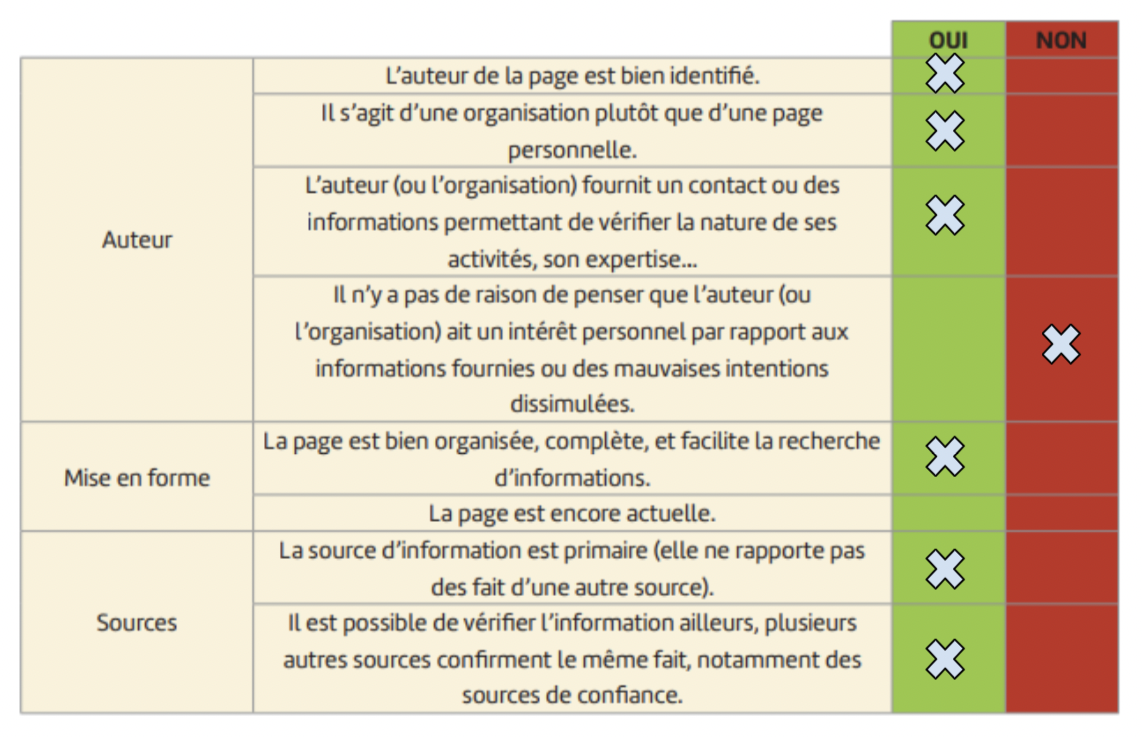 OUI NON
Auteur
L'auteur de la page est bien identifié.
Il s'agit d'une organisation plutôt que d'une page
personnelle.
L'auteur (ou l'organisation) fournit un contact ou des
informations permettant de vérifier la nature de ses
activités, son expertise...
Il n'y a pas de raison de penser que l'auteur (ou
l'organisation) ait un intérêt personnel par rapport aux
informations fournies ou des mauvaises intentions
dissimulées.
Mise en forme
La page est bien organisée, complète, et facilite la recherche
d'informations.
La page est encore actuelle.
Sources
La source d'information est primaire (elle ne rapporte pas
des fait d'une autre source).
Il est possible de vérifier l'information ailleurs, plusieurs
autres sources confirment le même fait, notamment des
sources de confiance.